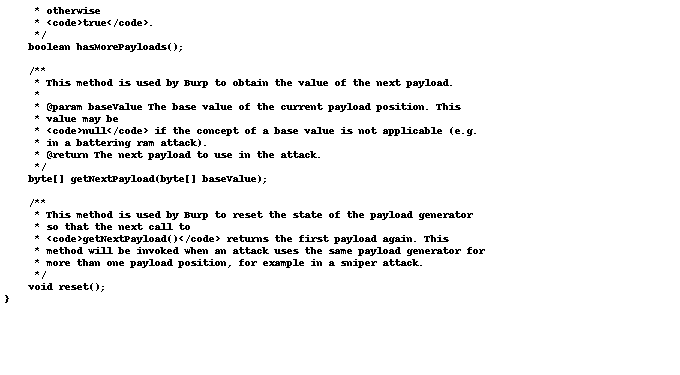 * otherwise
* <code>true</code>.
*/
boolean hasMorePayloads();
/**
* This method is used by Burp to obtain the value of the next payload.
*
* @param baseValue The base value of the current payload position. This
* value may be
* <code>null</code> if the concept of a base value is not applicable (e.g.
* in a battering ram attack).
* @return The next payload to use in the attack.
*/
byte[] getNextPayload(byte[] baseValue);
/**
* This method is used by Burp to reset the state of the payload generator
* so that the next call to
* <code>getNextPayload()</code> returns the first payload again. This
* method will be invoked when an attack uses the same payload generator for
* more than one payload position, for example in a sniper attack.
*/
void reset();
}